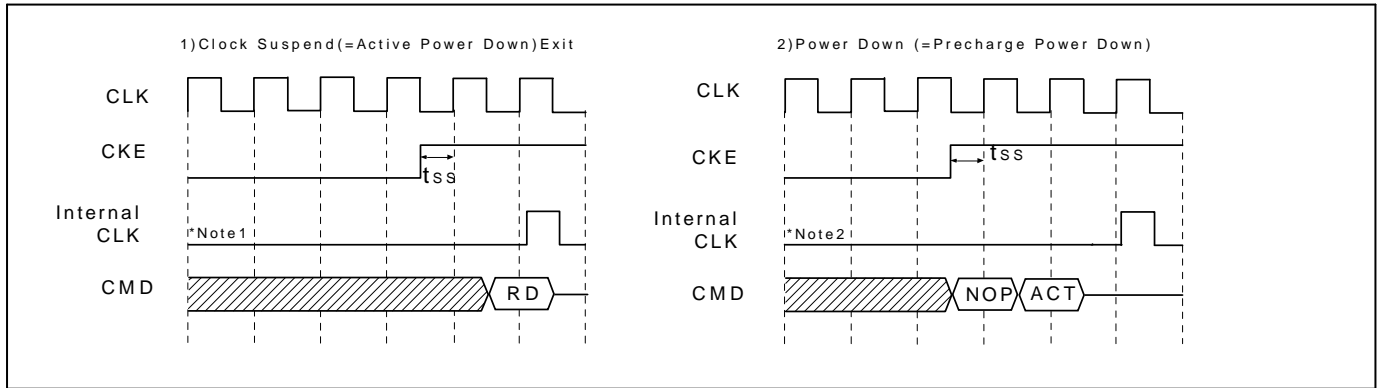 1)Clock Suspend(=Active Power Down)Exit
CLK
CKE
tss
Internal
CLK
*Note1
CMD
RD
2)Power Down (=Precharge Power Down)
CLK
CKE
tss
Internal
CLK
*Note2
CMD
NOP
ACT